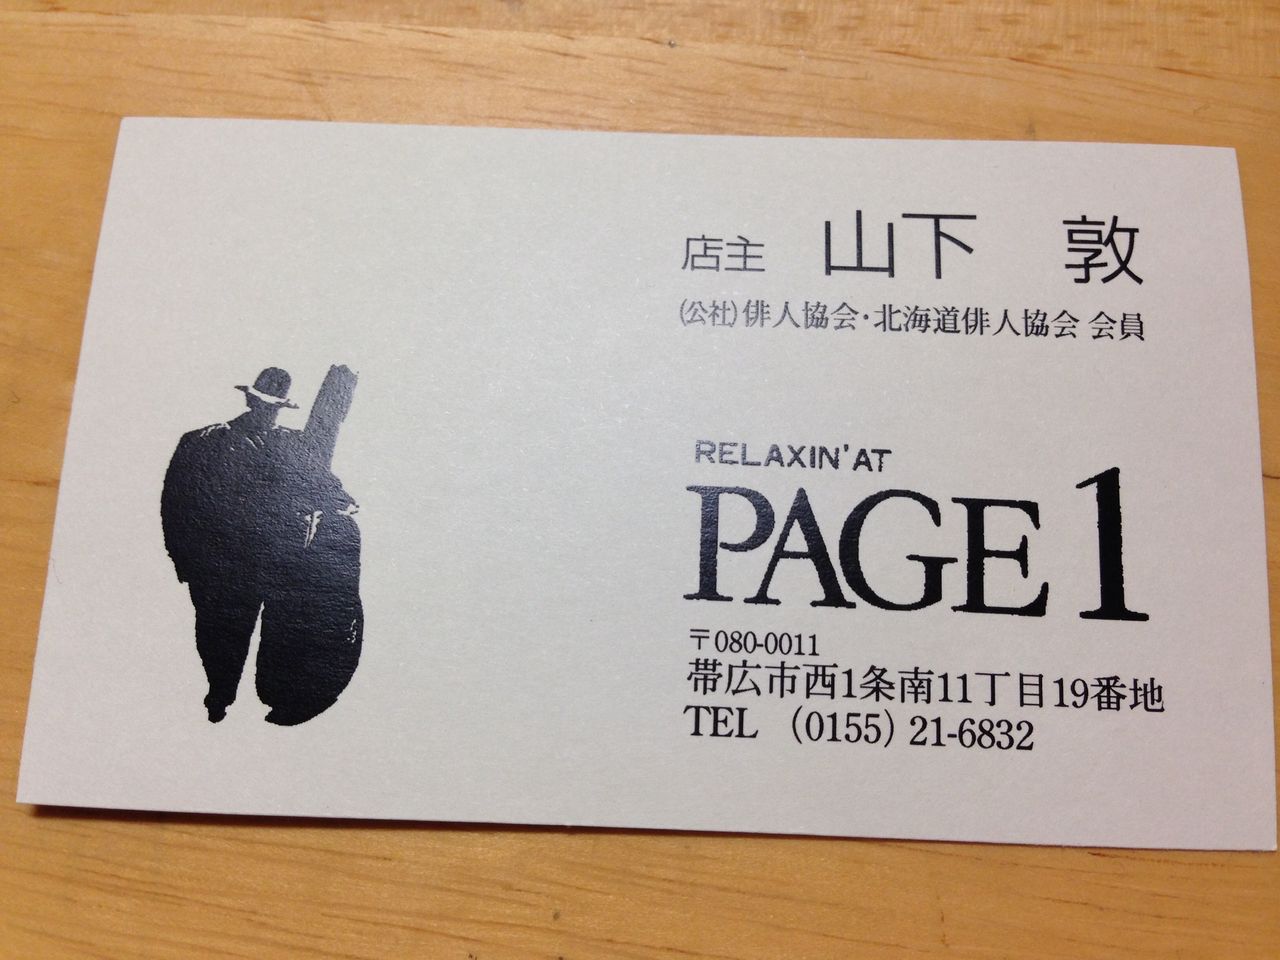 店主 山下 敦
(公社)俳人協会・北海道俳人協会 会員
RELAXIN' AT
PAGE 1
〒080-0011
帯広市西1条南11丁目19番地
TEL (0155) 21-6832